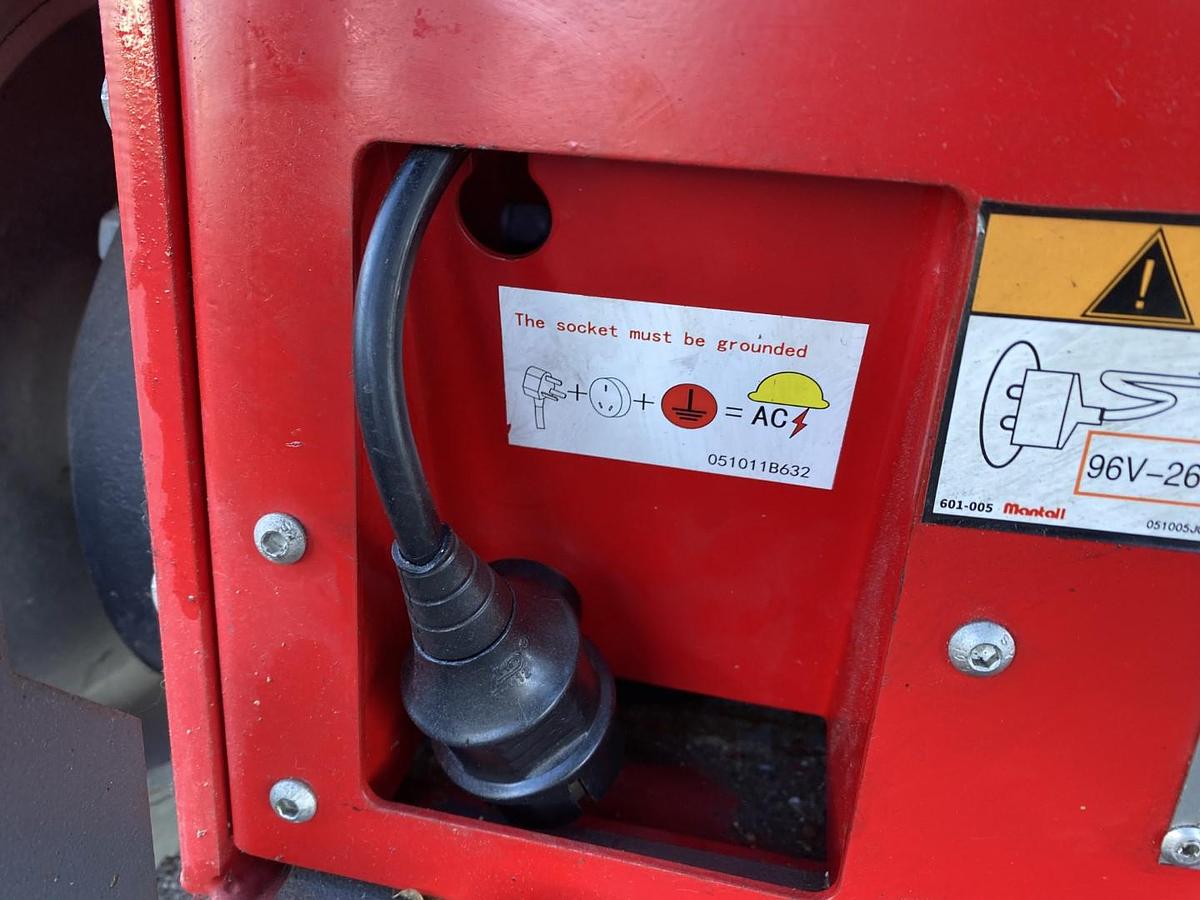 The socket must be grounded
+ + = AC
051011B632
!
96V-26
601-005 Mantall
051005J